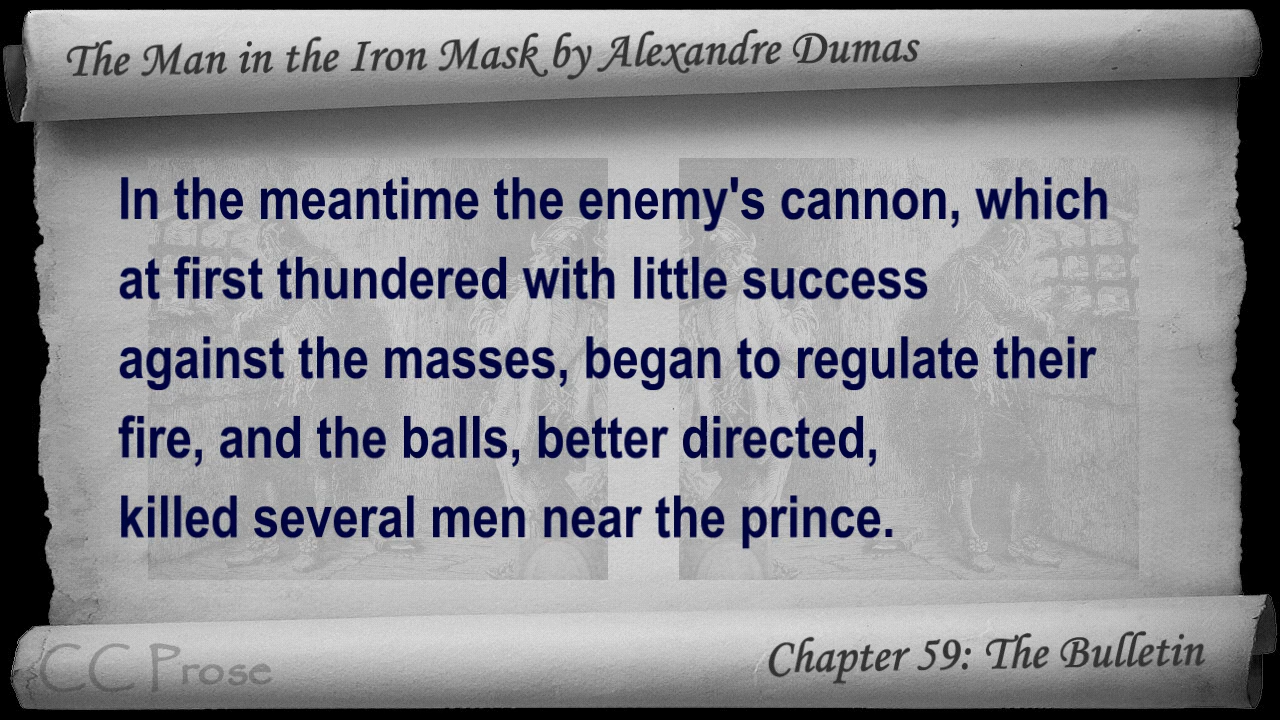 The Man in the Iron Mask by Alexandre Dumas
In the meantime the enemy's cannon, which
at first thundered with little success
against the masses, began to regulate their
fire, and the balls, better directed,
killed several men near the prince.
CC Prose
Chapter 59: The Bulletin